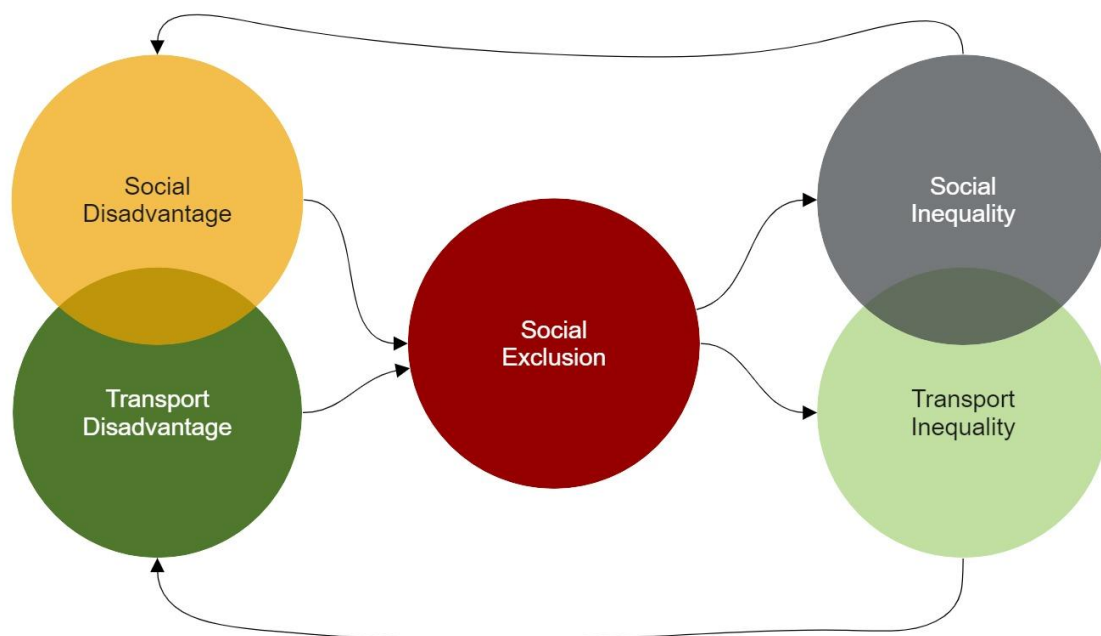 Social
Disadvantage
Transport
Disadvantage
Social
Exclusion
Social
Inequality
Transport
Inequality